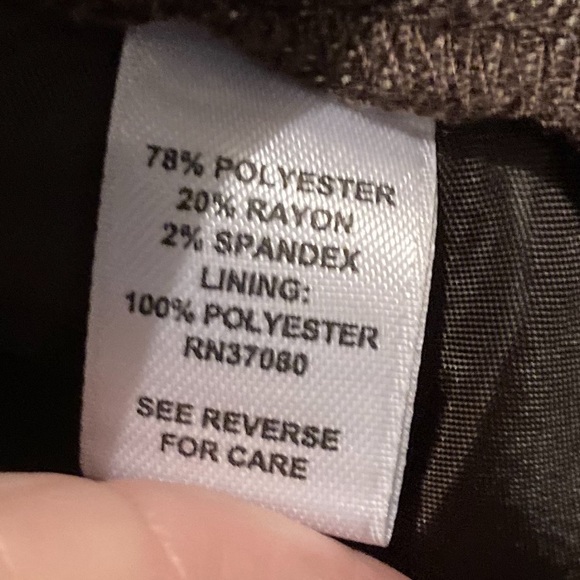 78% POLYESTER
20% RAYON
2% SPANDEX
LINING:
100% POLYESTER
RN37080
SEE REVERSE
FOR CARE